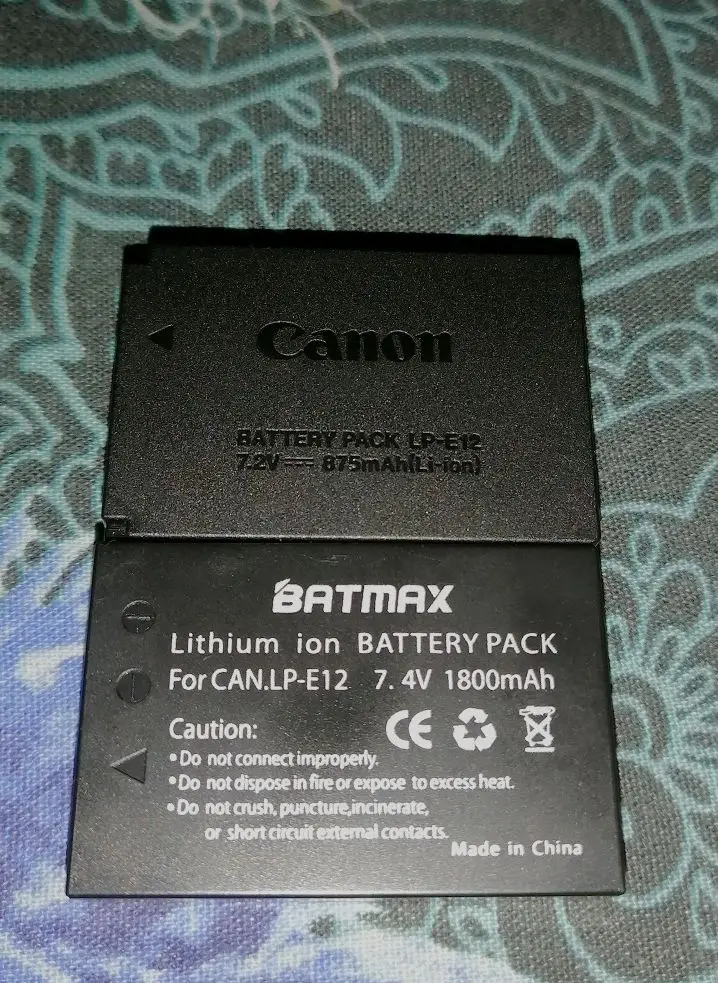 Canon
BATTERY PACK LP-E12
7.2V⎓ 875mAh(Li-ion)
BATMAX
Lithium ion BATTERY PACK
For CAN.LP-E12 7.4V 1800mAh
Caution:
CE
•Do not connect improperly.
•Do not dispose in fire or expose to excess heat.
•Do not crush, puncture,incinerate,
or short circuit external contacts.
Made in China